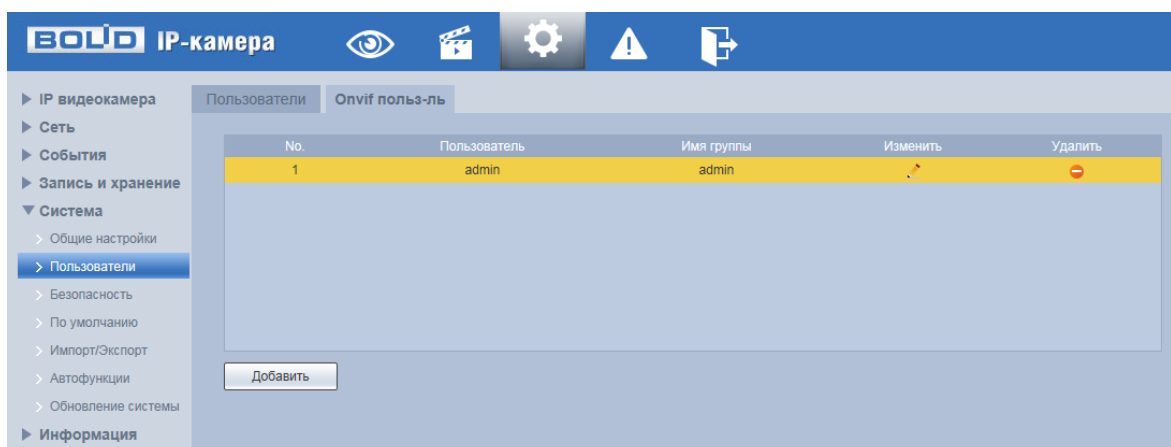 BOLID IP-камера
IP видеокамера
Сеть
События
Запись и хранение
Система
Общие настройки
Пользователи
Безопасность
По умолчанию
Импорт/Экспорт
Автофункции
Обновление системы
Информация
Пользователи Onvif польз-ль
No. Пользователь Имя группы Изменить Удалить
1 admin admin
Добавить